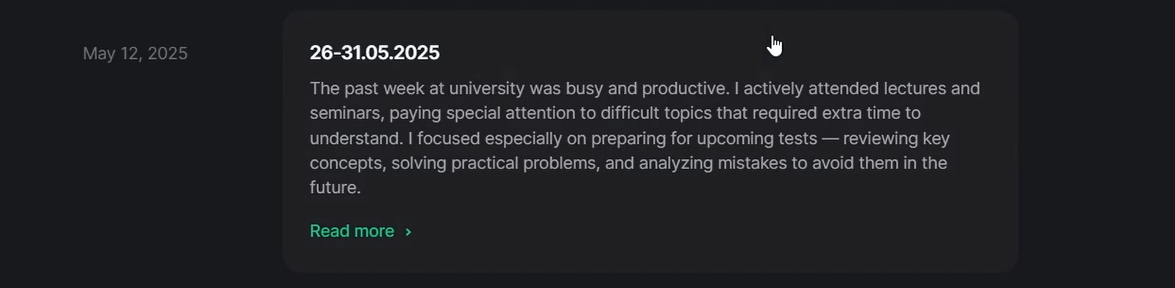 May 12, 2025
26-31.05.2025
The past week at university was busy and productive. I actively attended lectures and
seminars, paying special attention to difficult topics that required extra time to
understand. I focused especially on preparing for upcoming tests — reviewing key
concepts, solving practical problems, and analyzing mistakes to avoid them in the
future.
Read more ›